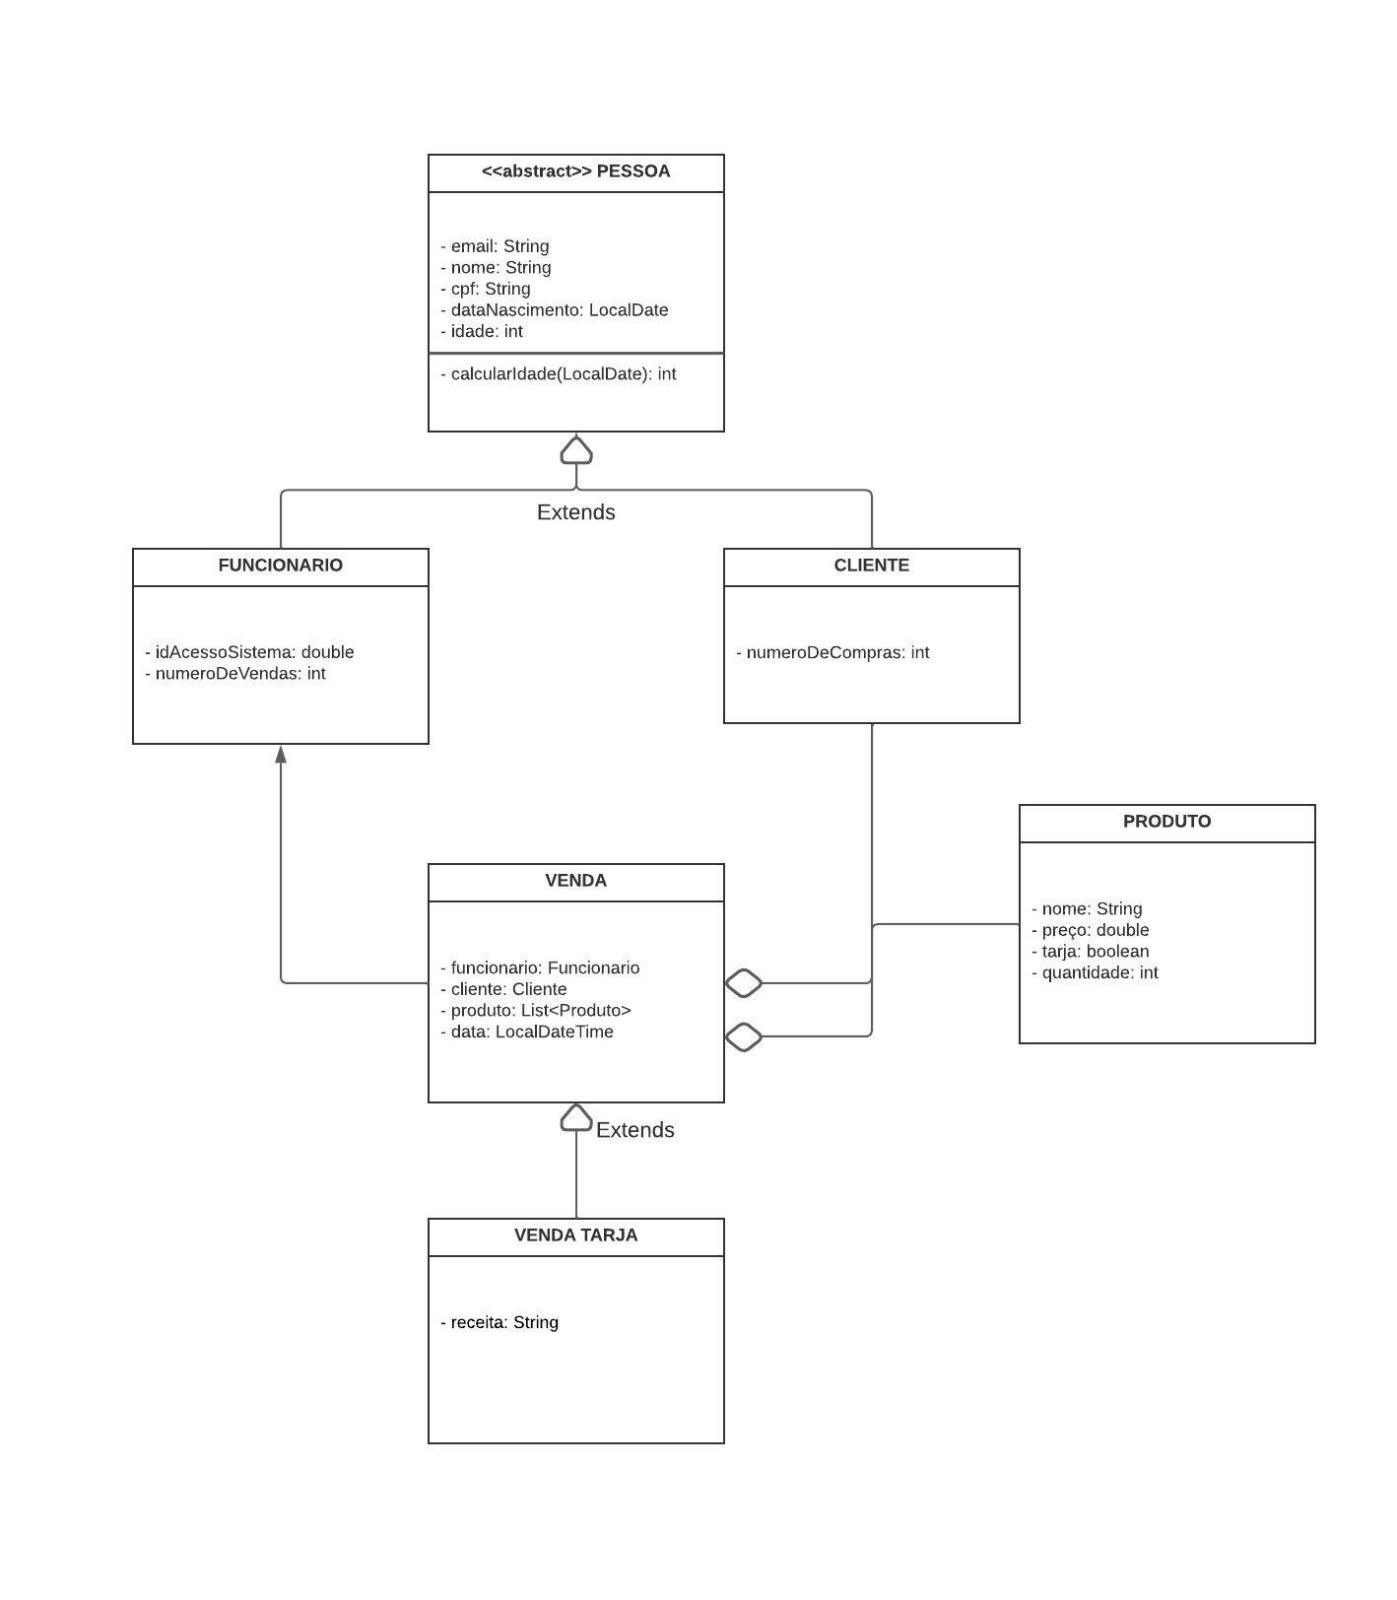 <<abstract>> PESSOA
- email: String
- nome: String
- cpf: String
- dataNascimento: LocalDate
- idade: int
- calcularIdade(LocalDate): int
Extends
FUNCIONARIO
- idAcessoSistema: double
- numeroDeVendas: int
CLIENTE
- numeroDeCompras: int
PRODUTO
- nome: String
- preço: double
- tarja: boolean
- quantidade: int
VENDA
- funcionario: Funcionario
- cliente: Cliente
- produto: List<Produto>
- data: LocalDateTime
Extends
VENDA TARJA
- receita: String